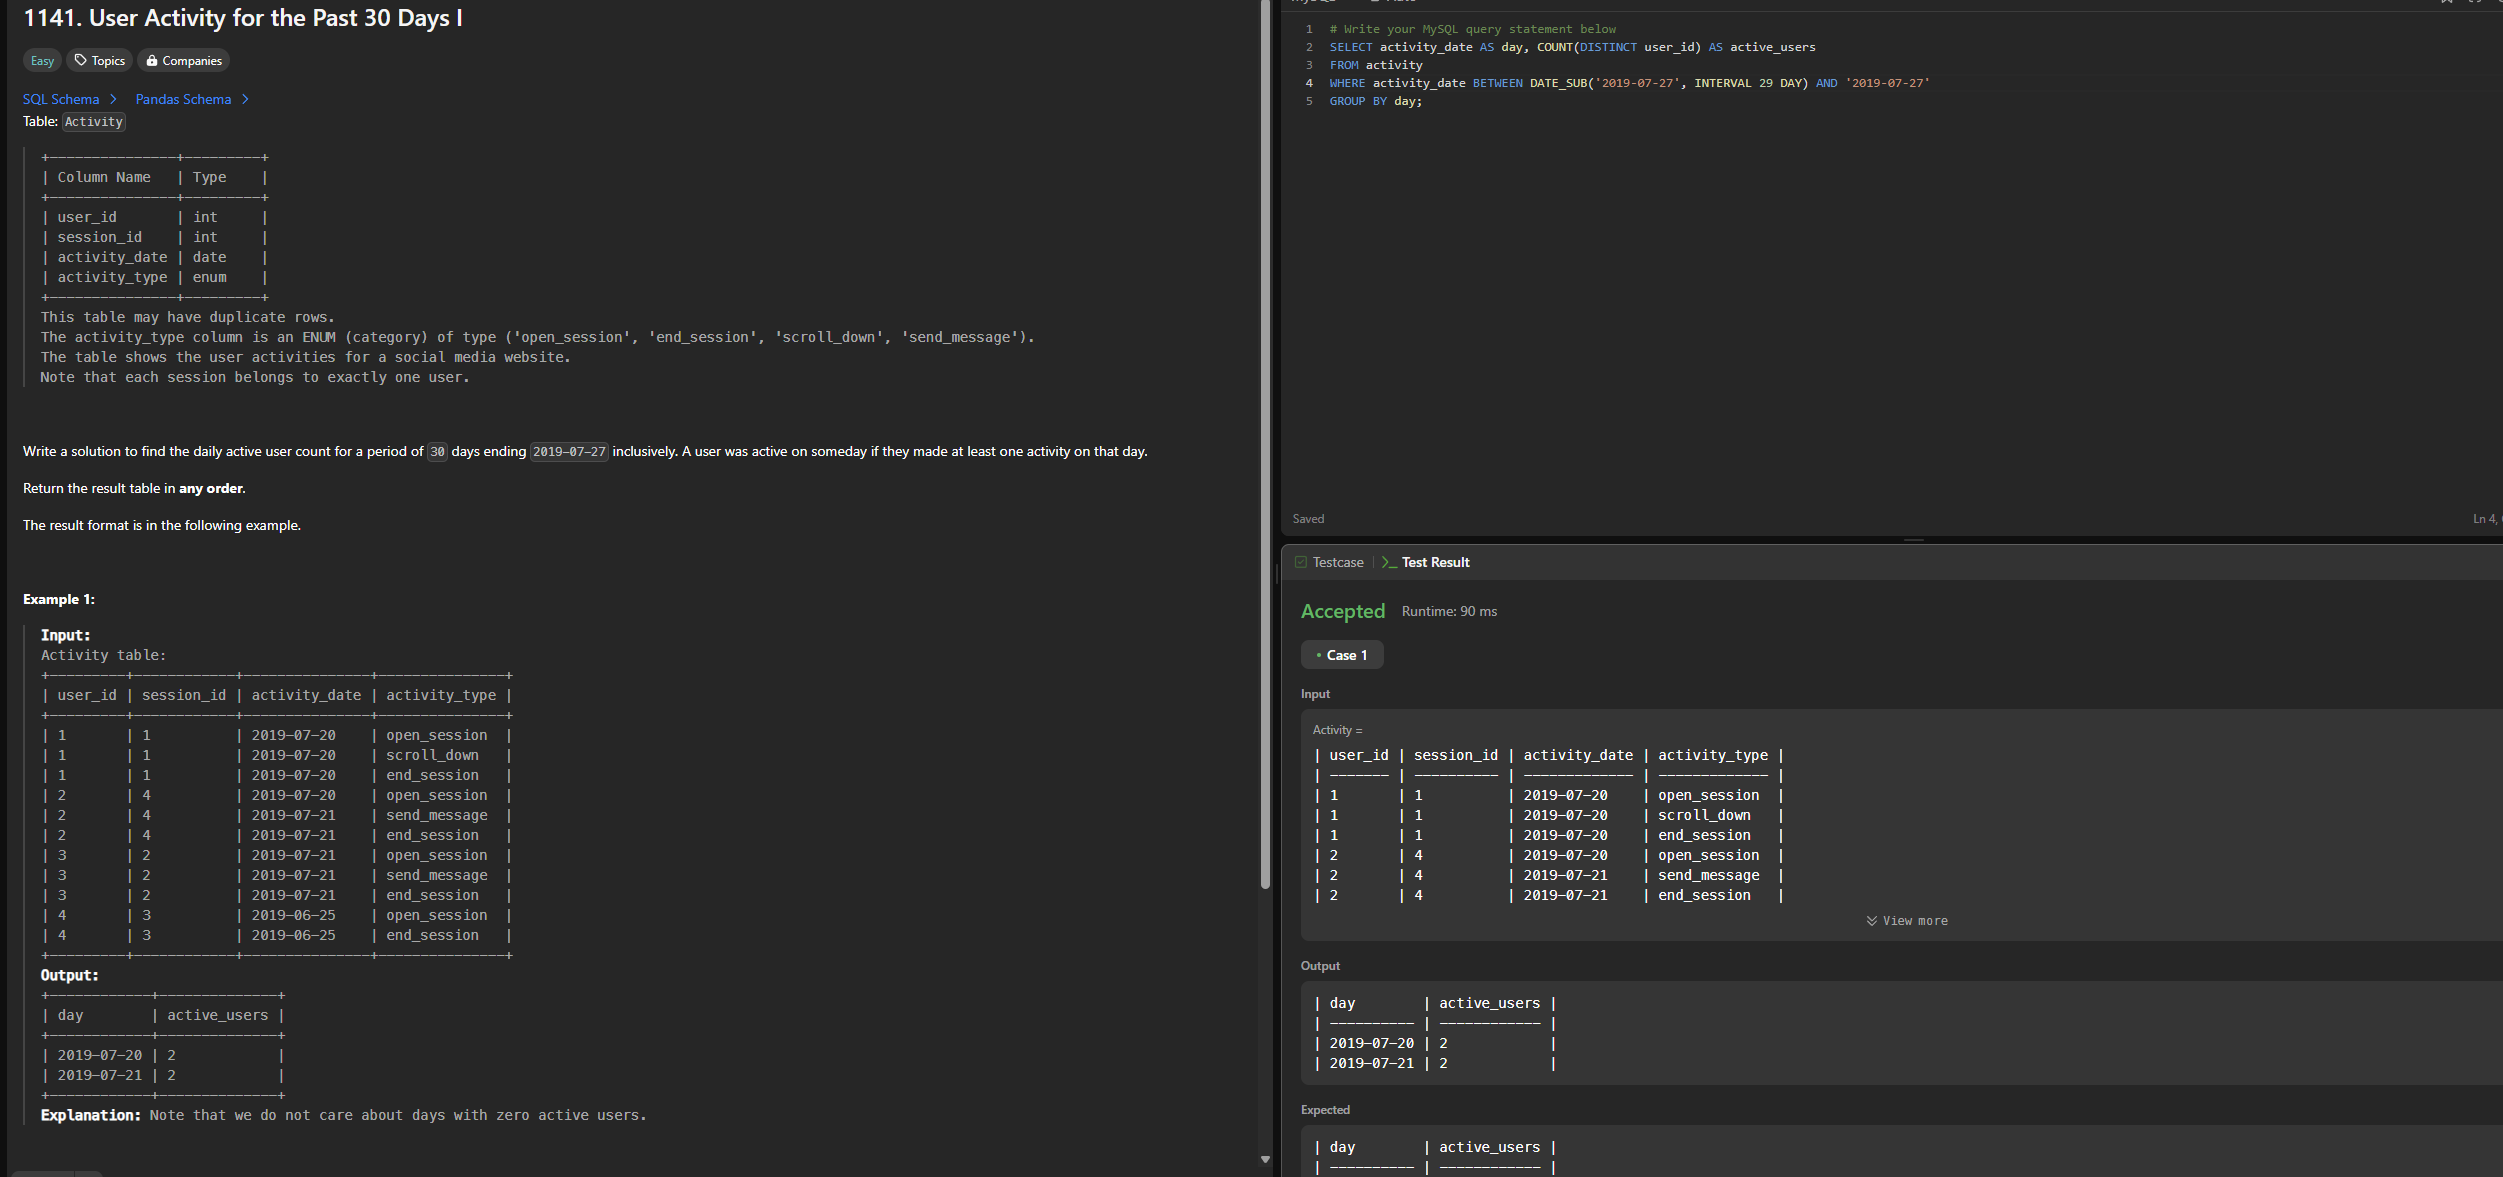 1141. User Activity for the Past 30 Days I
Easy Topics Companies
SQL Schema > Pandas Schema >
Table: Activity
+---------------+---------+
| Column Name   | Type    |
+---------------+---------+
| user_id       | int     |
| session_id    | int     |
| activity_date | date    |
| activity_type | enum    |
+---------------+---------+
This table may have duplicate rows.
The activity_type column is an ENUM (category) of type ('open_session', 'end_session', 'scroll_down', 'send_message').
The table shows the user activities for a social media website.
Note that each session belongs to exactly one user.
Write a solution to find the daily active user count for a period of 30 days ending 2019-07-27 inclusively. A user was active on someday if they made at least one activity on that day.
Return the result table in any order.
The result format is in the following example.
Example 1:
Input:
Activity table:
+---------+------------+---------------+---------------+
| user_id | session_id | activity_date | activity_type |
+---------+------------+---------------+---------------+
| 1       | 1          | 2019-07-20    | open_session  |
| 1       | 1          | 2019-07-20    | scroll_down   |
| 1       | 1          | 2019-07-20    | end_session   |
| 2       | 4          | 2019-07-20    | open_session  |
| 2       | 4          | 2019-07-21    | send_message  |
| 2       | 4          | 2019-07-21    | end_session   |
| 3       | 2          | 2019-07-21    | open_session  |
| 3       | 2          | 2019-07-21    | send_message  |
| 3       | 2          | 2019-07-21    | end_session   |
| 4       | 3          | 2019-06-25    | open_session  |
| 4       | 3          | 2019-06-25    | end_session   |
+---------+------------+---------------+---------------+
Output:
+------------+--------------+
| day        | active_users |
+------------+--------------+
| 2019-07-20 | 2            |
| 2019-07-21 | 2            |
+------------+--------------+
Explanation: Note that we do not care about days with zero active users.
1 # Write your MySQL query statement below
2 SELECT activity_date AS day, COUNT(DISTINCT user_id) AS active_users
3 FROM activity
4 WHERE activity_date BETWEEN DATE_SUB('2019-07-27', INTERVAL 29 DAY) AND '2019-07-27'
5 GROUP BY day;
Saved Ln 4,
Testcase | >_ Test Result
Accepted Runtime: 90 ms
• Case 1
Input
Activity =
| user_id | session_id | activity_date | activity_type |
| ------- | ---------- | ------------- | ------------- |
| 1       | 1          | 2019-07-20    | open_session  |
| 1       | 1          | 2019-07-20    | scroll_down   |
| 1       | 1          | 2019-07-20    | end_session   |
| 2       | 4          | 2019-07-20    | open_session  |
| 2       | 4          | 2019-07-21    | send_message  |
| 2       | 4          | 2019-07-21    | end_session   |
View more
Output
| day        | active_users |
| ---------- | ------------ |
| 2019-07-20 | 2            |
| 2019-07-21 | 2            |
Expected
| day        | active_users |
| ---------- | ------------ |